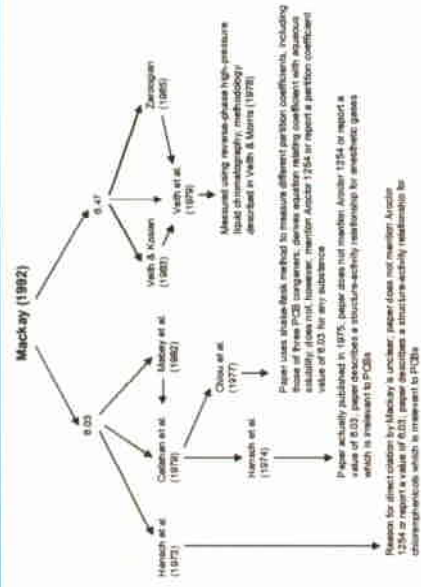 Mackay (1992)
6.03
6.47
Hansch et al.
(1973)
Callahan et al.
(1979)
Mabey et al.
(1982)
Veith & Kosian
(1983)
Zaroogian
(1985)
Veith et al.
(1979)
Hansch et al.
(1974)
Chiou et al.
(1977)
Measured using reverse-phase high-pressure
liquid chromatography, methodology
described in Veith & Morris (1978)
Paper uses shake-flask method to measure different partition coefficients, including
those of three PCB congeners; derives equation relating coefficient with aqueous
solubility; does not, however, mention Aroclor 1254 or report a partition coefficient
value of 6.03 for any substance
Paper actually published in 1975; paper does not mention Aroclor 1254 or report a
value of 6.03; paper describes a structure-activity relationship for anesthetic gases
which is irrelevant to PCBs
Reason for direct citation by Mackay is unclear; paper does not mention Aroclor
1254 or report a value of 6.03; paper describes a structure-activity relationship for
chloramphenicols which is irrelevant to PCBs